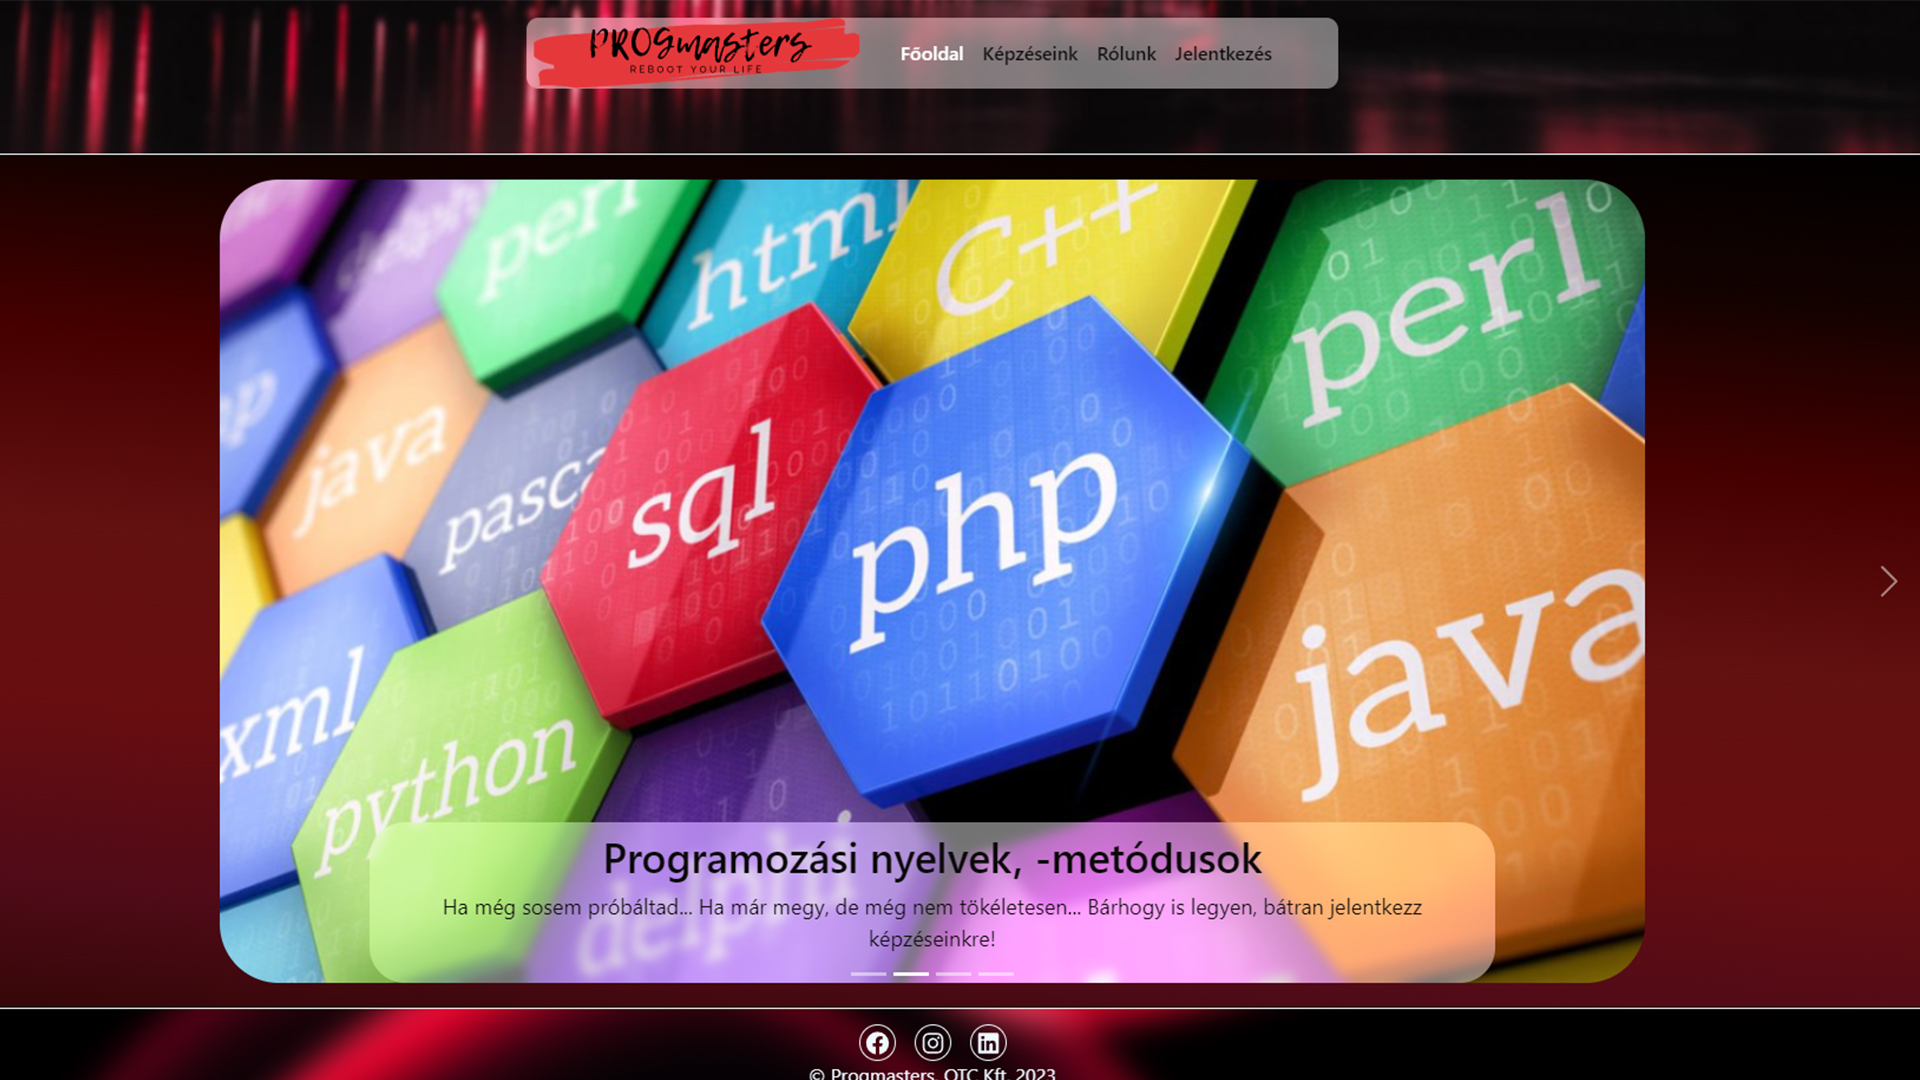 PROGmasters
REBOOT YOUR LIFE
Főoldal Képzéseink Rólunk Jelentkezés
perl
html
C++
perl
java
sql
php
xml
python
java
delphi
Programozási nyelvek, -metódusok
Ha még sosem próbáltad... Ha már megy, de még nem tökéletesen... Bárhogy is legyen, bátran jelentkezz
képzéseinkre!
© Progmasters, OTC Kft. 2023